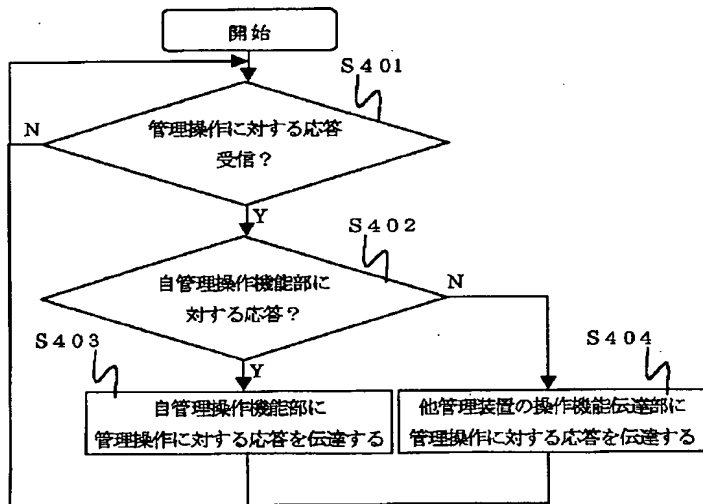 開始
S401
N
管理操作に対する応答
受信？
Y
S402
自管理操作機能部に
対する応答？
N
S403
Y
S404
自管理操作機能部に
管理操作に対する応答を伝達する
他管理装置の操作機能伝達部に
管理操作に対する応答を伝達する